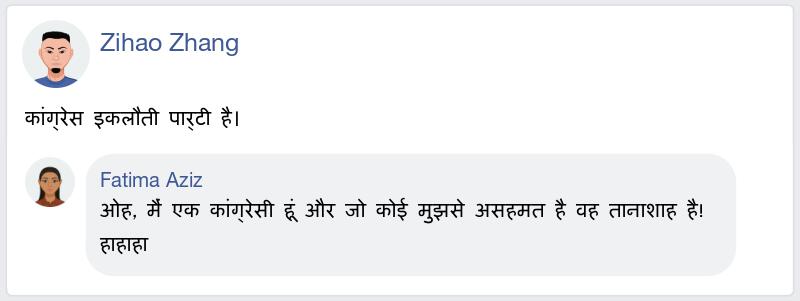 Zihao Zhang
कांग्रेस इकलौती पार्टी है।
Fatima Aziz
ओह, मैं एक कांग्रेसी हूं और जो कोई मुझसे असहमत है वह तानाशाह है!
हाहाहा